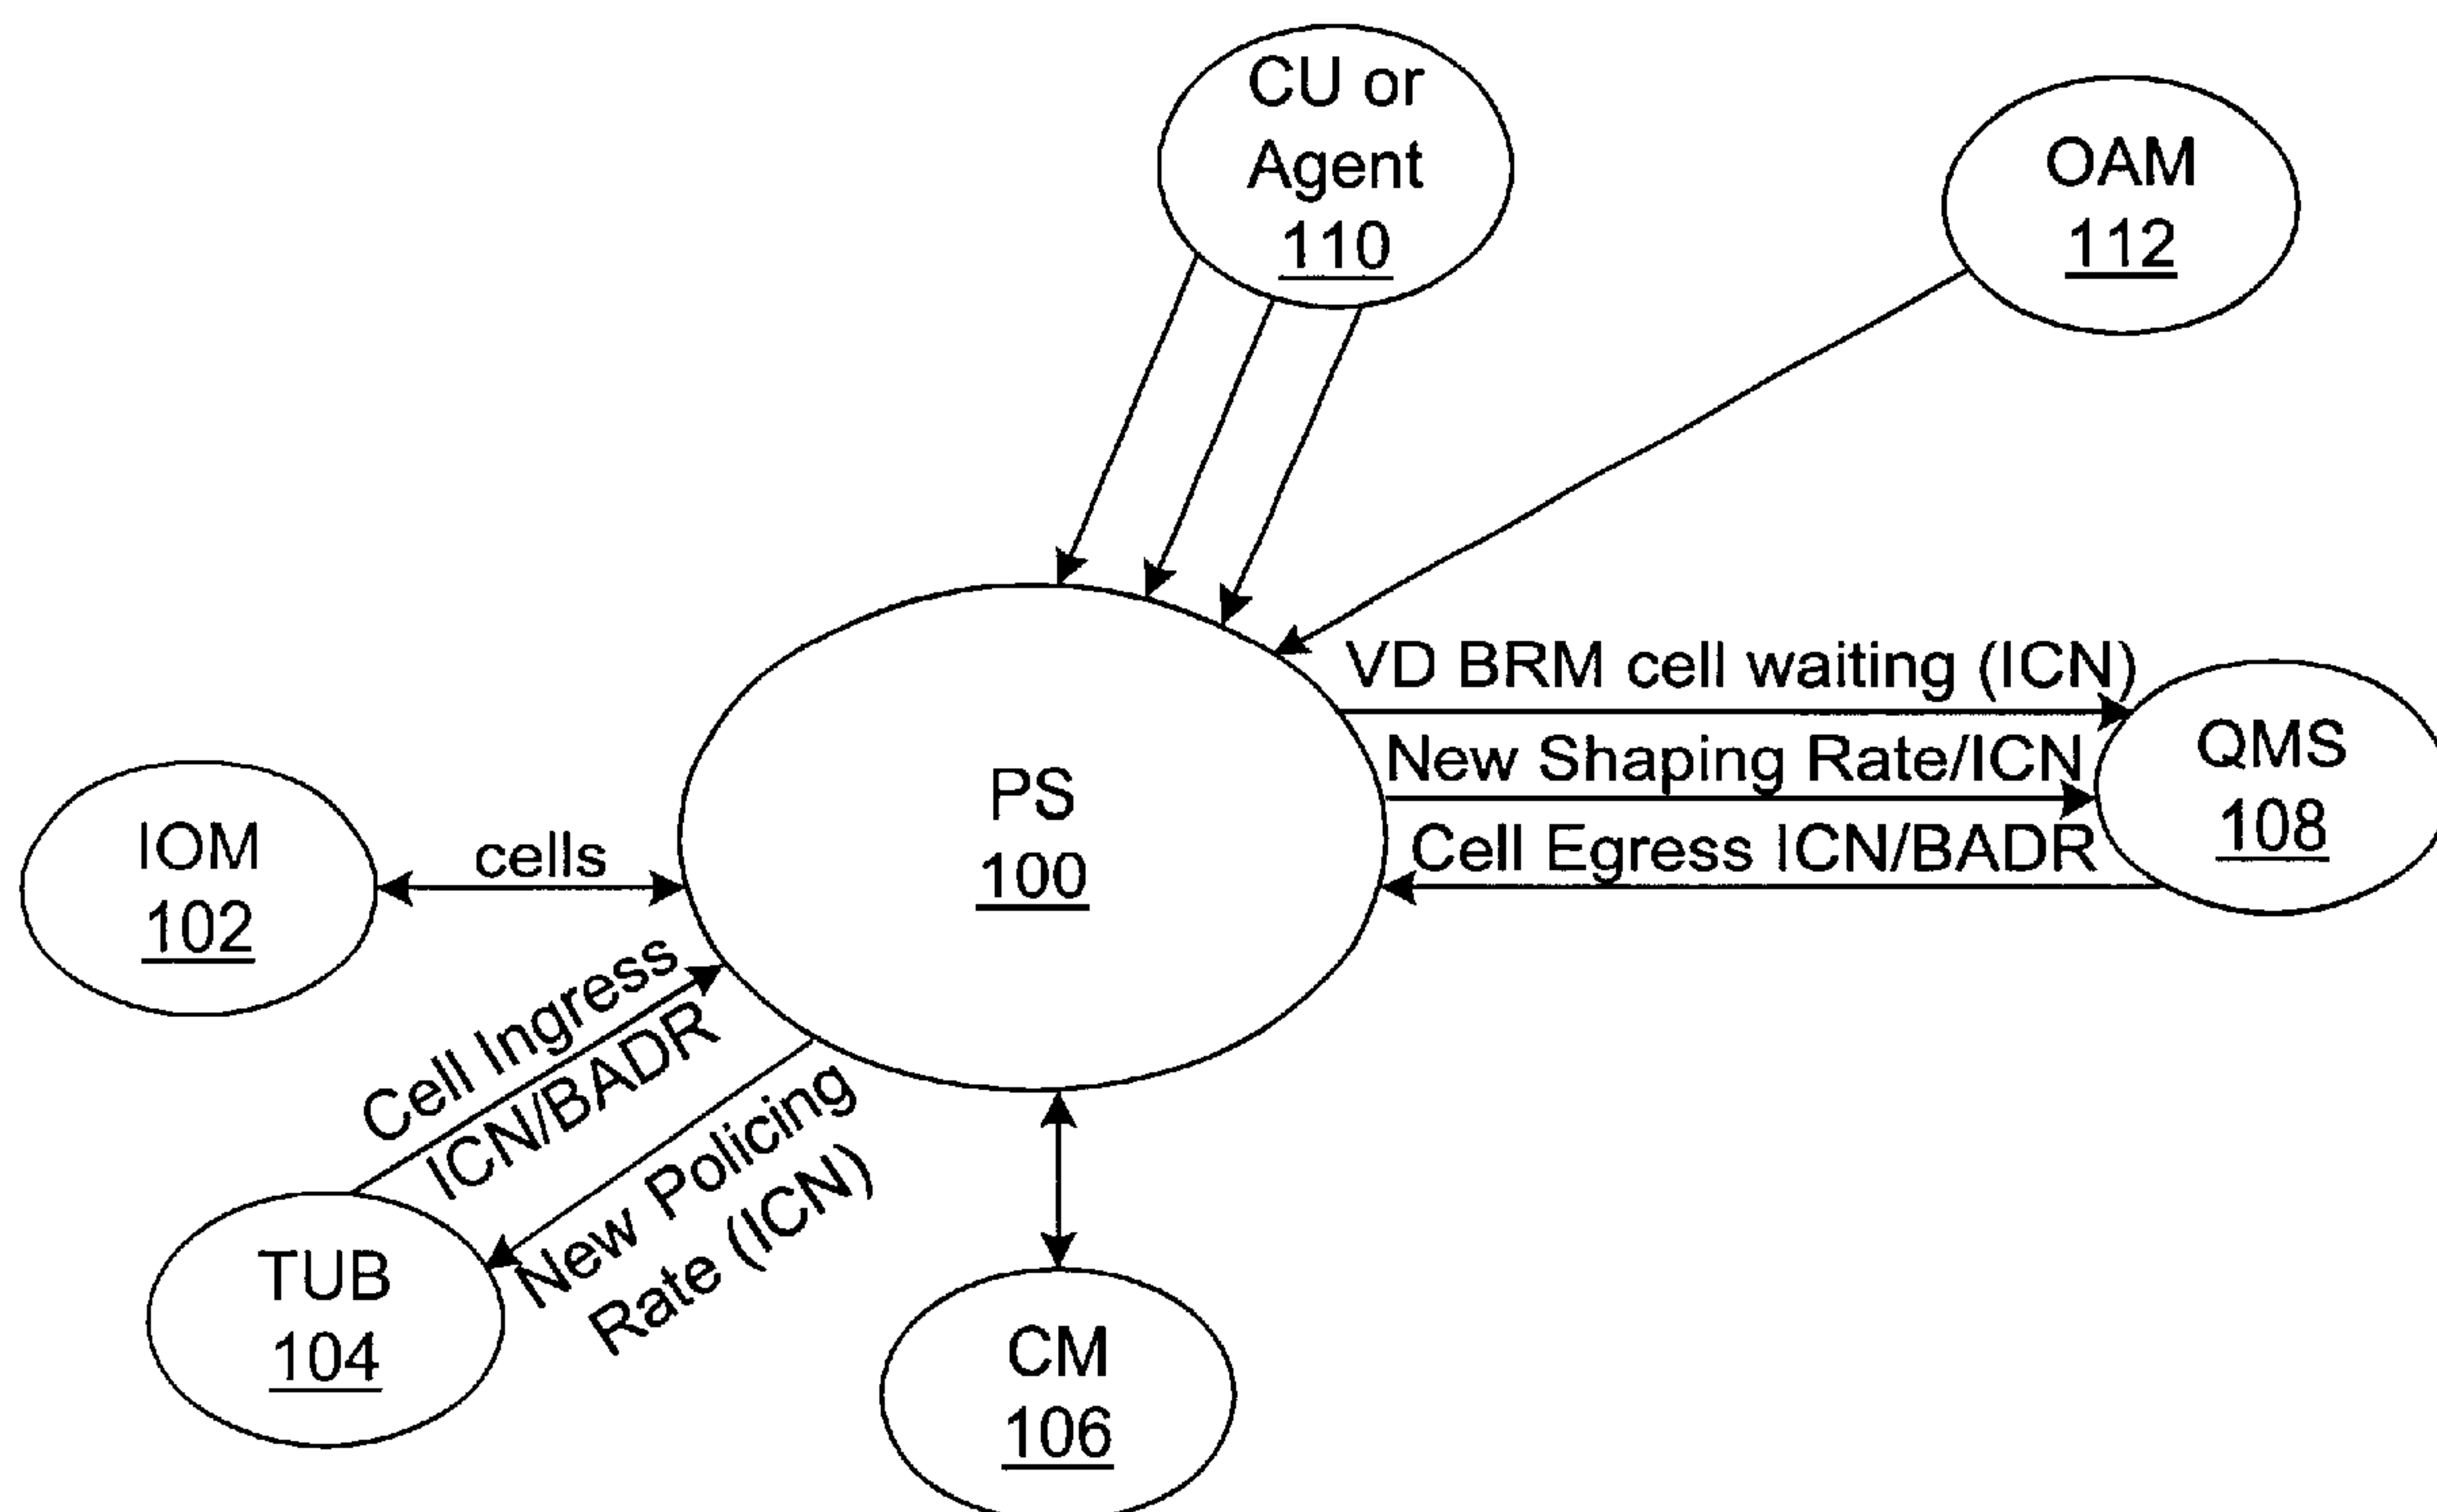 CU or
Agent
110
OAM
112
VD BRM cell waiting (ICN)
New Shaping Rate/ICN
Cell Egress ICN/BADR
QMS
108
PS
100
IOM
102
cells
Cell Ingress
ICN/BADR
New Policing
Rate (ICN)
TUB
104
CM
106